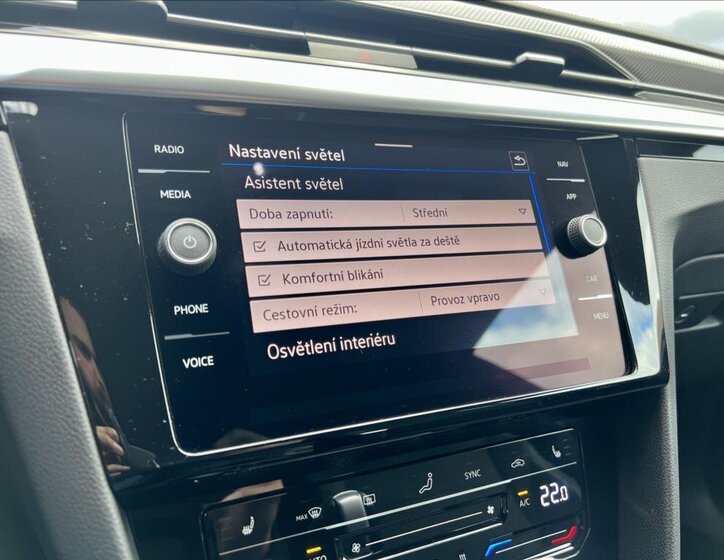 RADIO
MEDIA
PHONE
VOICE
Nastavení světel
Asistent světel
Doba zapnutí: Střední
Automatická jízdní světla za deště
Komfortní blikání
Cestovní režim: Provoz vpravo
Osvětlení interiéru
NAV
APP
CAR
MENU
SYNC
MAX
A/C
22.0
AUTO